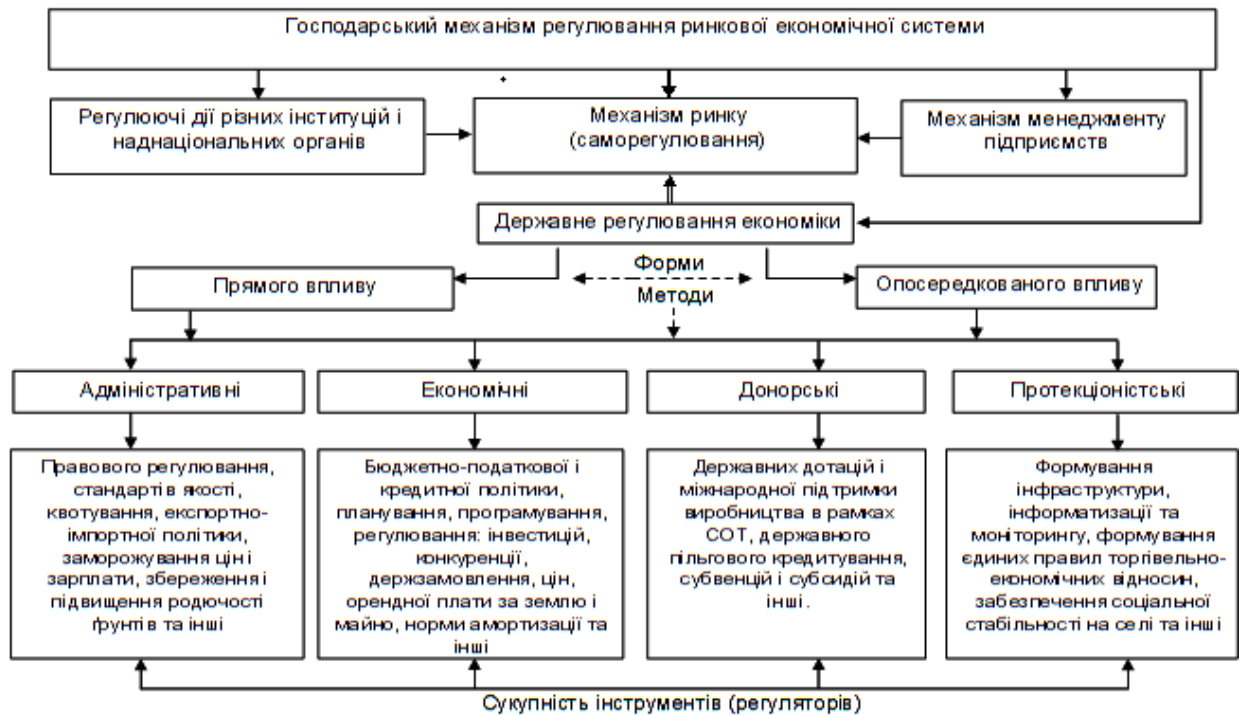 Господарський механізм регулювання ринкової економічної системи
Регулюючі дії різних інституцій і
наднаціональних органів
Механізм ринку
(саморегулювання)
Механізм менеджменту
підприємств
Державне регулювання економіки
Форми
Прямого впливу
Методи
Опосередкованого впливу
Адміністративні
Економічні
Донорські
Протекціоністські
Правового регулювання,
стандартів якості,
квотування, експортно-
імпортної політики,
заморожування цін і
зарплати, збереження і
підвищення родючості
ґрунтів та інші
Бюджетно-податкової і
кредитної політики,
планування, програмування,
регулювання: інвестицій,
конкуренції,
держзамовлення, цін,
орендної плати за землю і
майно, норми амортизації та
інші
Державних дотацій і
міжнародної підтримки
виробництва в рамках
СОТ, державного
пільгового кредитування,
субвенцій і субсидій та
інші.
Формування
інфраструктури,
інформатизації та
моніторингу, формування
єдиних правил торгівельно-
економічних відносин,
забезпечення соціальної
стабільності на селі та інші
Сукупність інструментів (регуляторів)